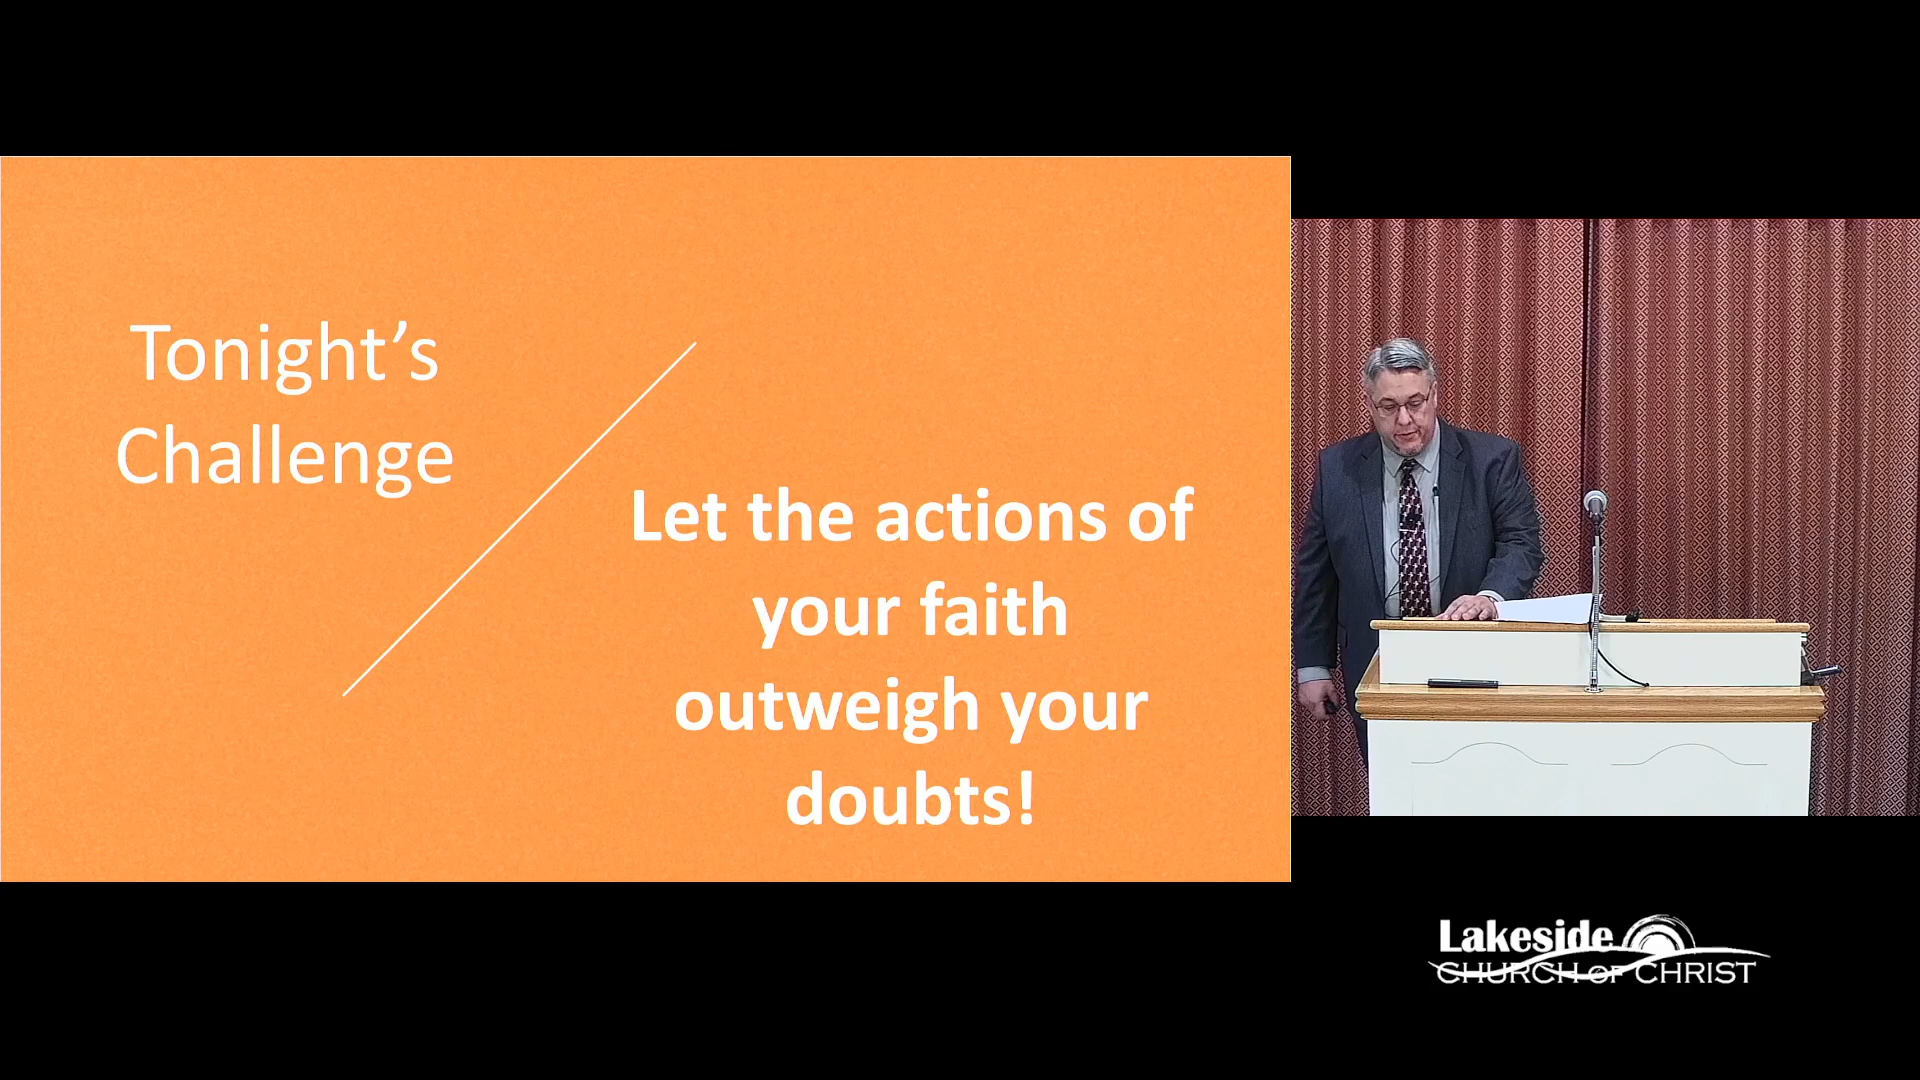 Tonight’s
Challenge
Let the actions of
your faith
outweigh your
doubts!
Lakeside
CHURCH OF CHRIST